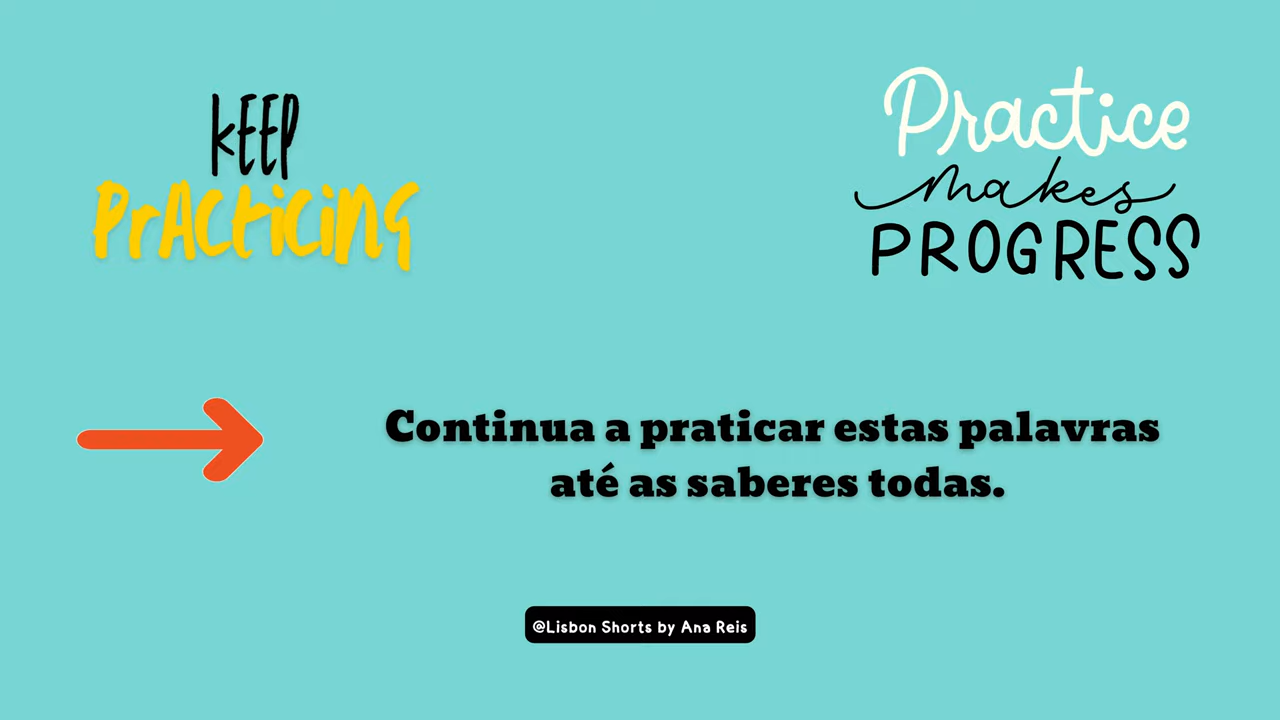 KEEP
PrActicing
Practice
makes
PROGRESS
Continua a praticar estas palavras
até as saberes todas.
@Lisbon Shorts by Ana Reis